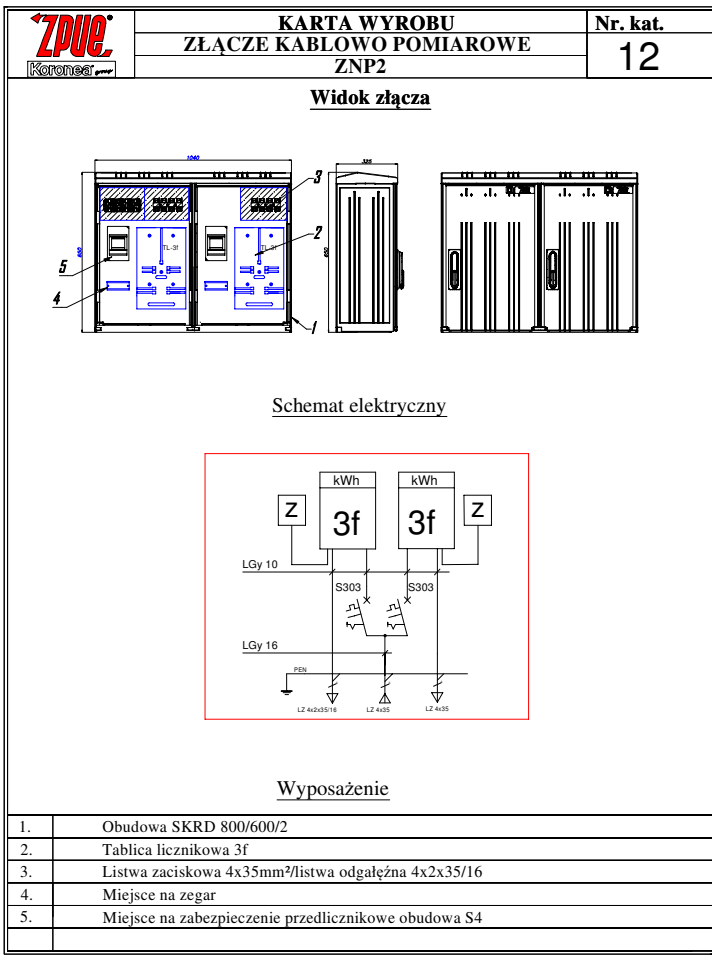 ZPUE
Koronea group
KARTA WYROBU
ZŁĄCZE KABLOWO POMIAROWE
ZNP2
Nr. kat.
12
Widok złącza
1040
325
3
2
TL-3f
TL-3f
5
4
1
Schemat elektryczny
kWh
kWh
Z
3f
3f
Z
LGy 10
S303
S303
LGy 16
PEN
LZ 4x2x35/16
LZ 4x35
LZ 4x35
Wyposażenie
1. Obudowa SKRD 800/600/2
2. Tablica licznikowa 3f
3. Listwa zaciskowa 4x35mm²/listwa odgałęźna 4x2x35/16
4. Miejsce na zegar
5. Miejsce na zabezpieczenie przedlicznikowe obudowa S4